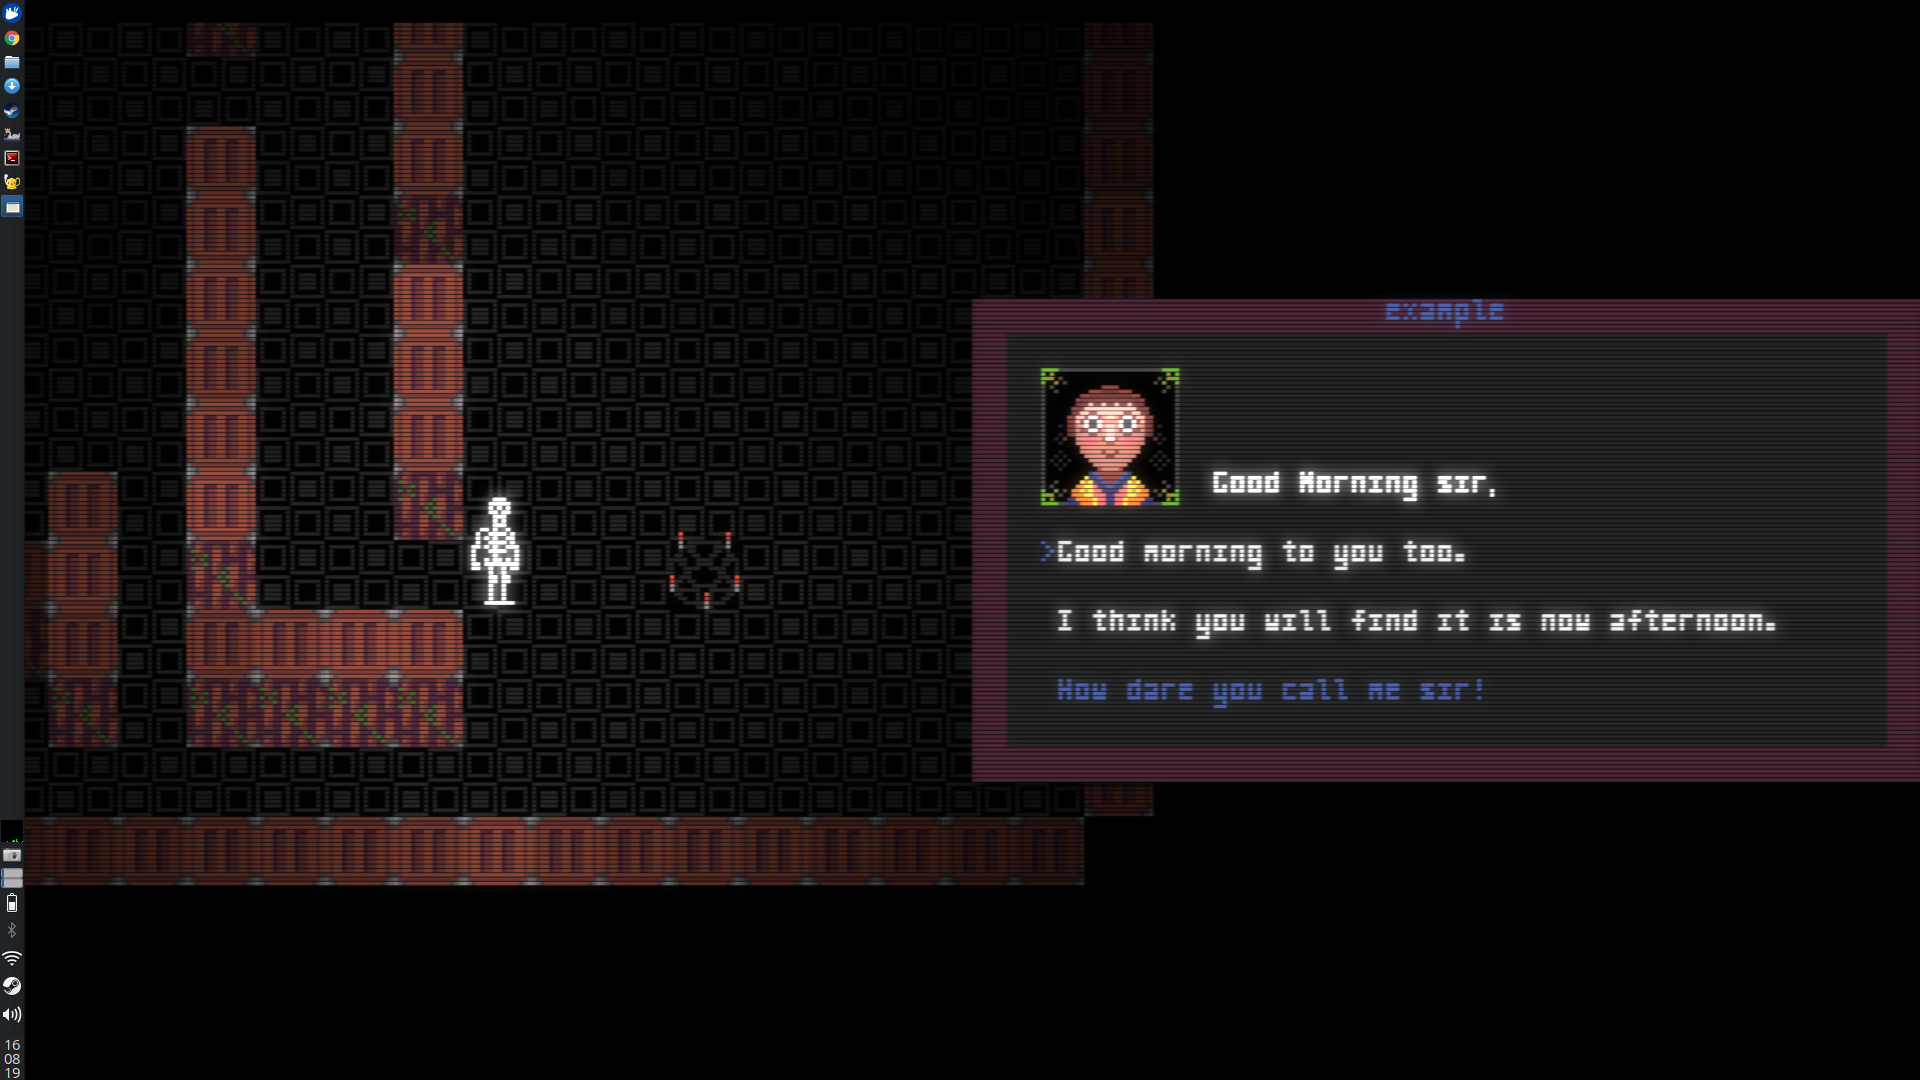 example
Good Morning sir,
>Good morning to you too.
I think you will find it is now afternoon.
How dare you call me sir!
16
08
19